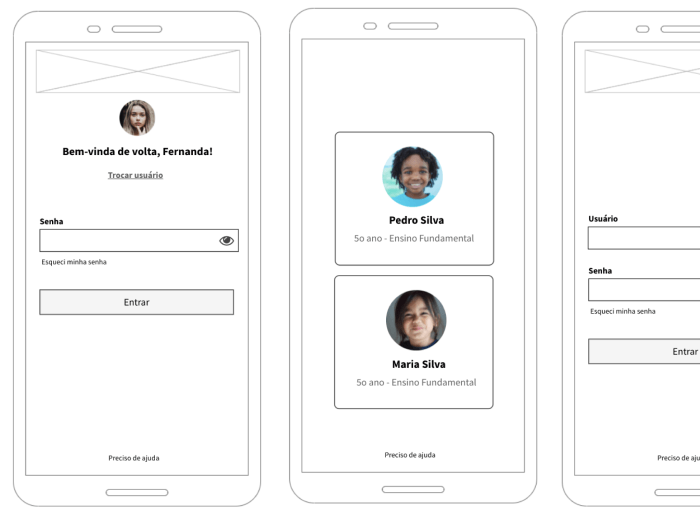 Bem-vinda de volta, Fernanda!
Trocar usuário
Senha
Esqueci minha senha
Entrar
Preciso de ajuda
Pedro Silva
5o ano - Ensino Fundamental
Maria Silva
5o ano - Ensino Fundamental
Preciso de ajuda
Usuário
Senha
Esqueci minha senha
Entrar
Preciso de aju